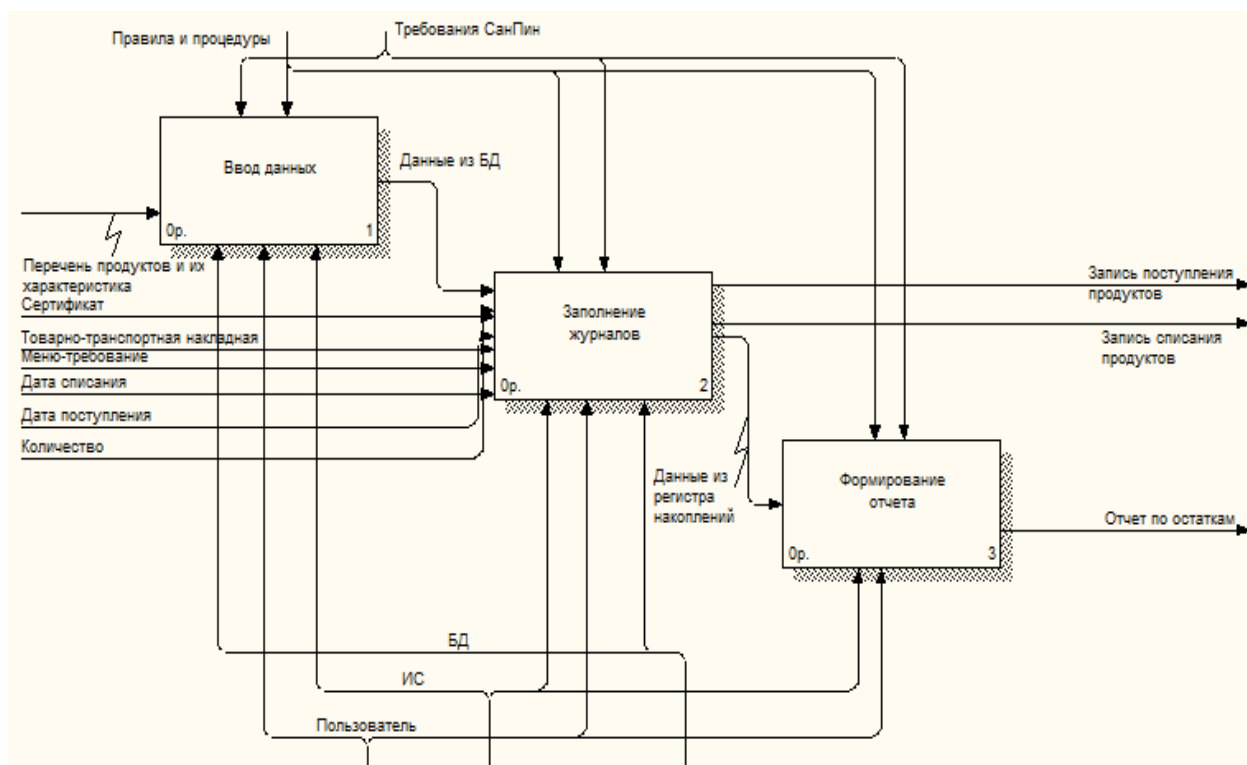 Требования СанПин
Правила и процедуры
Ввод данных
0р.
1
Данные из БД
Перечень продуктов и их
характеристика
Сертификат
Товарно-транспортная накладная
Меню-требование
Дата списания
Дата поступления
Количество
Заполнение
журналов
0р.
2
Запись поступления
продуктов
Запись списания
продуктов
Данные из
регистра
накоплений
Формирование
отчета
0р.
3
Отчет по остаткам
БД
ИС
Пользователь